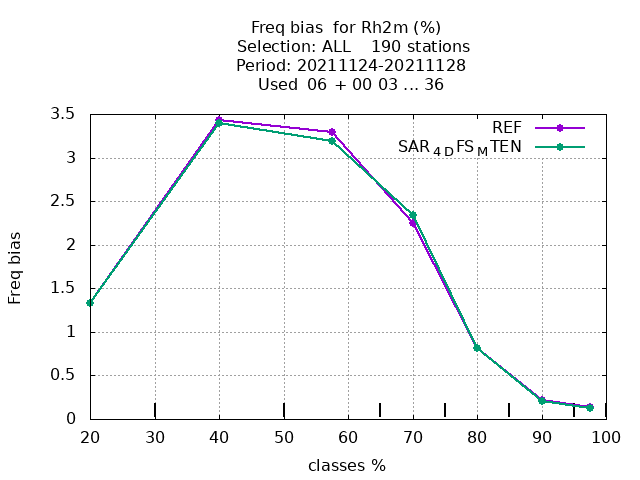 Freq bias  for Rh2m (%)
Selection: ALL    190 stations
Period: 20211124-20211128
Used  06 + 00 03 ... 36
REF
SAR4DFSMTEN
3.5
3
2.5
2
1.5
1
0.5
0
Freq bias
20 30 40 50 60 70 80 90 100
classes %